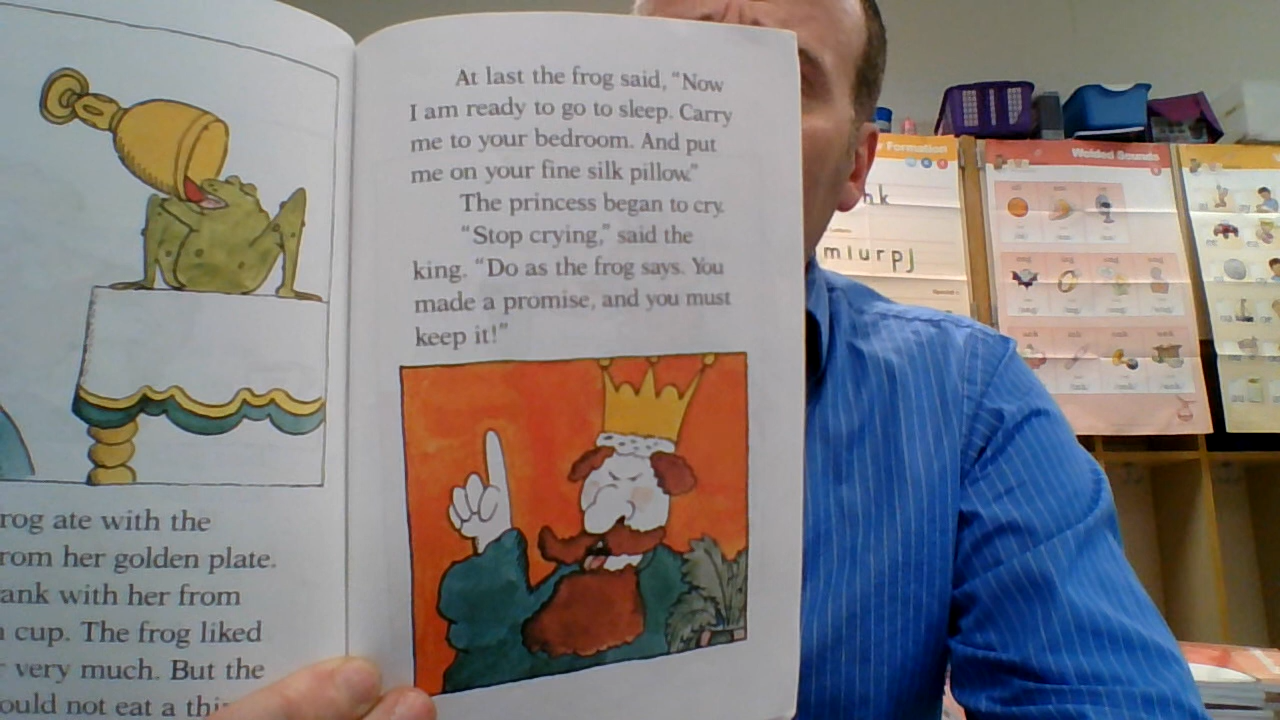 rog ate with the
rom her golden plate.
ank with her from
cup. The frog liked
very much. But the
ould not eat a
At last the frog said, "Now
I am ready to go to sleep. Carry
me to your bedroom. And put
me on your fine silk pillow."
The princess began to cry.
"Stop crying," said the
king. "Do as the frog says. You
made a promise, and you must
keep it!"
Formation
nk
m l u r p j
Welded Sounds